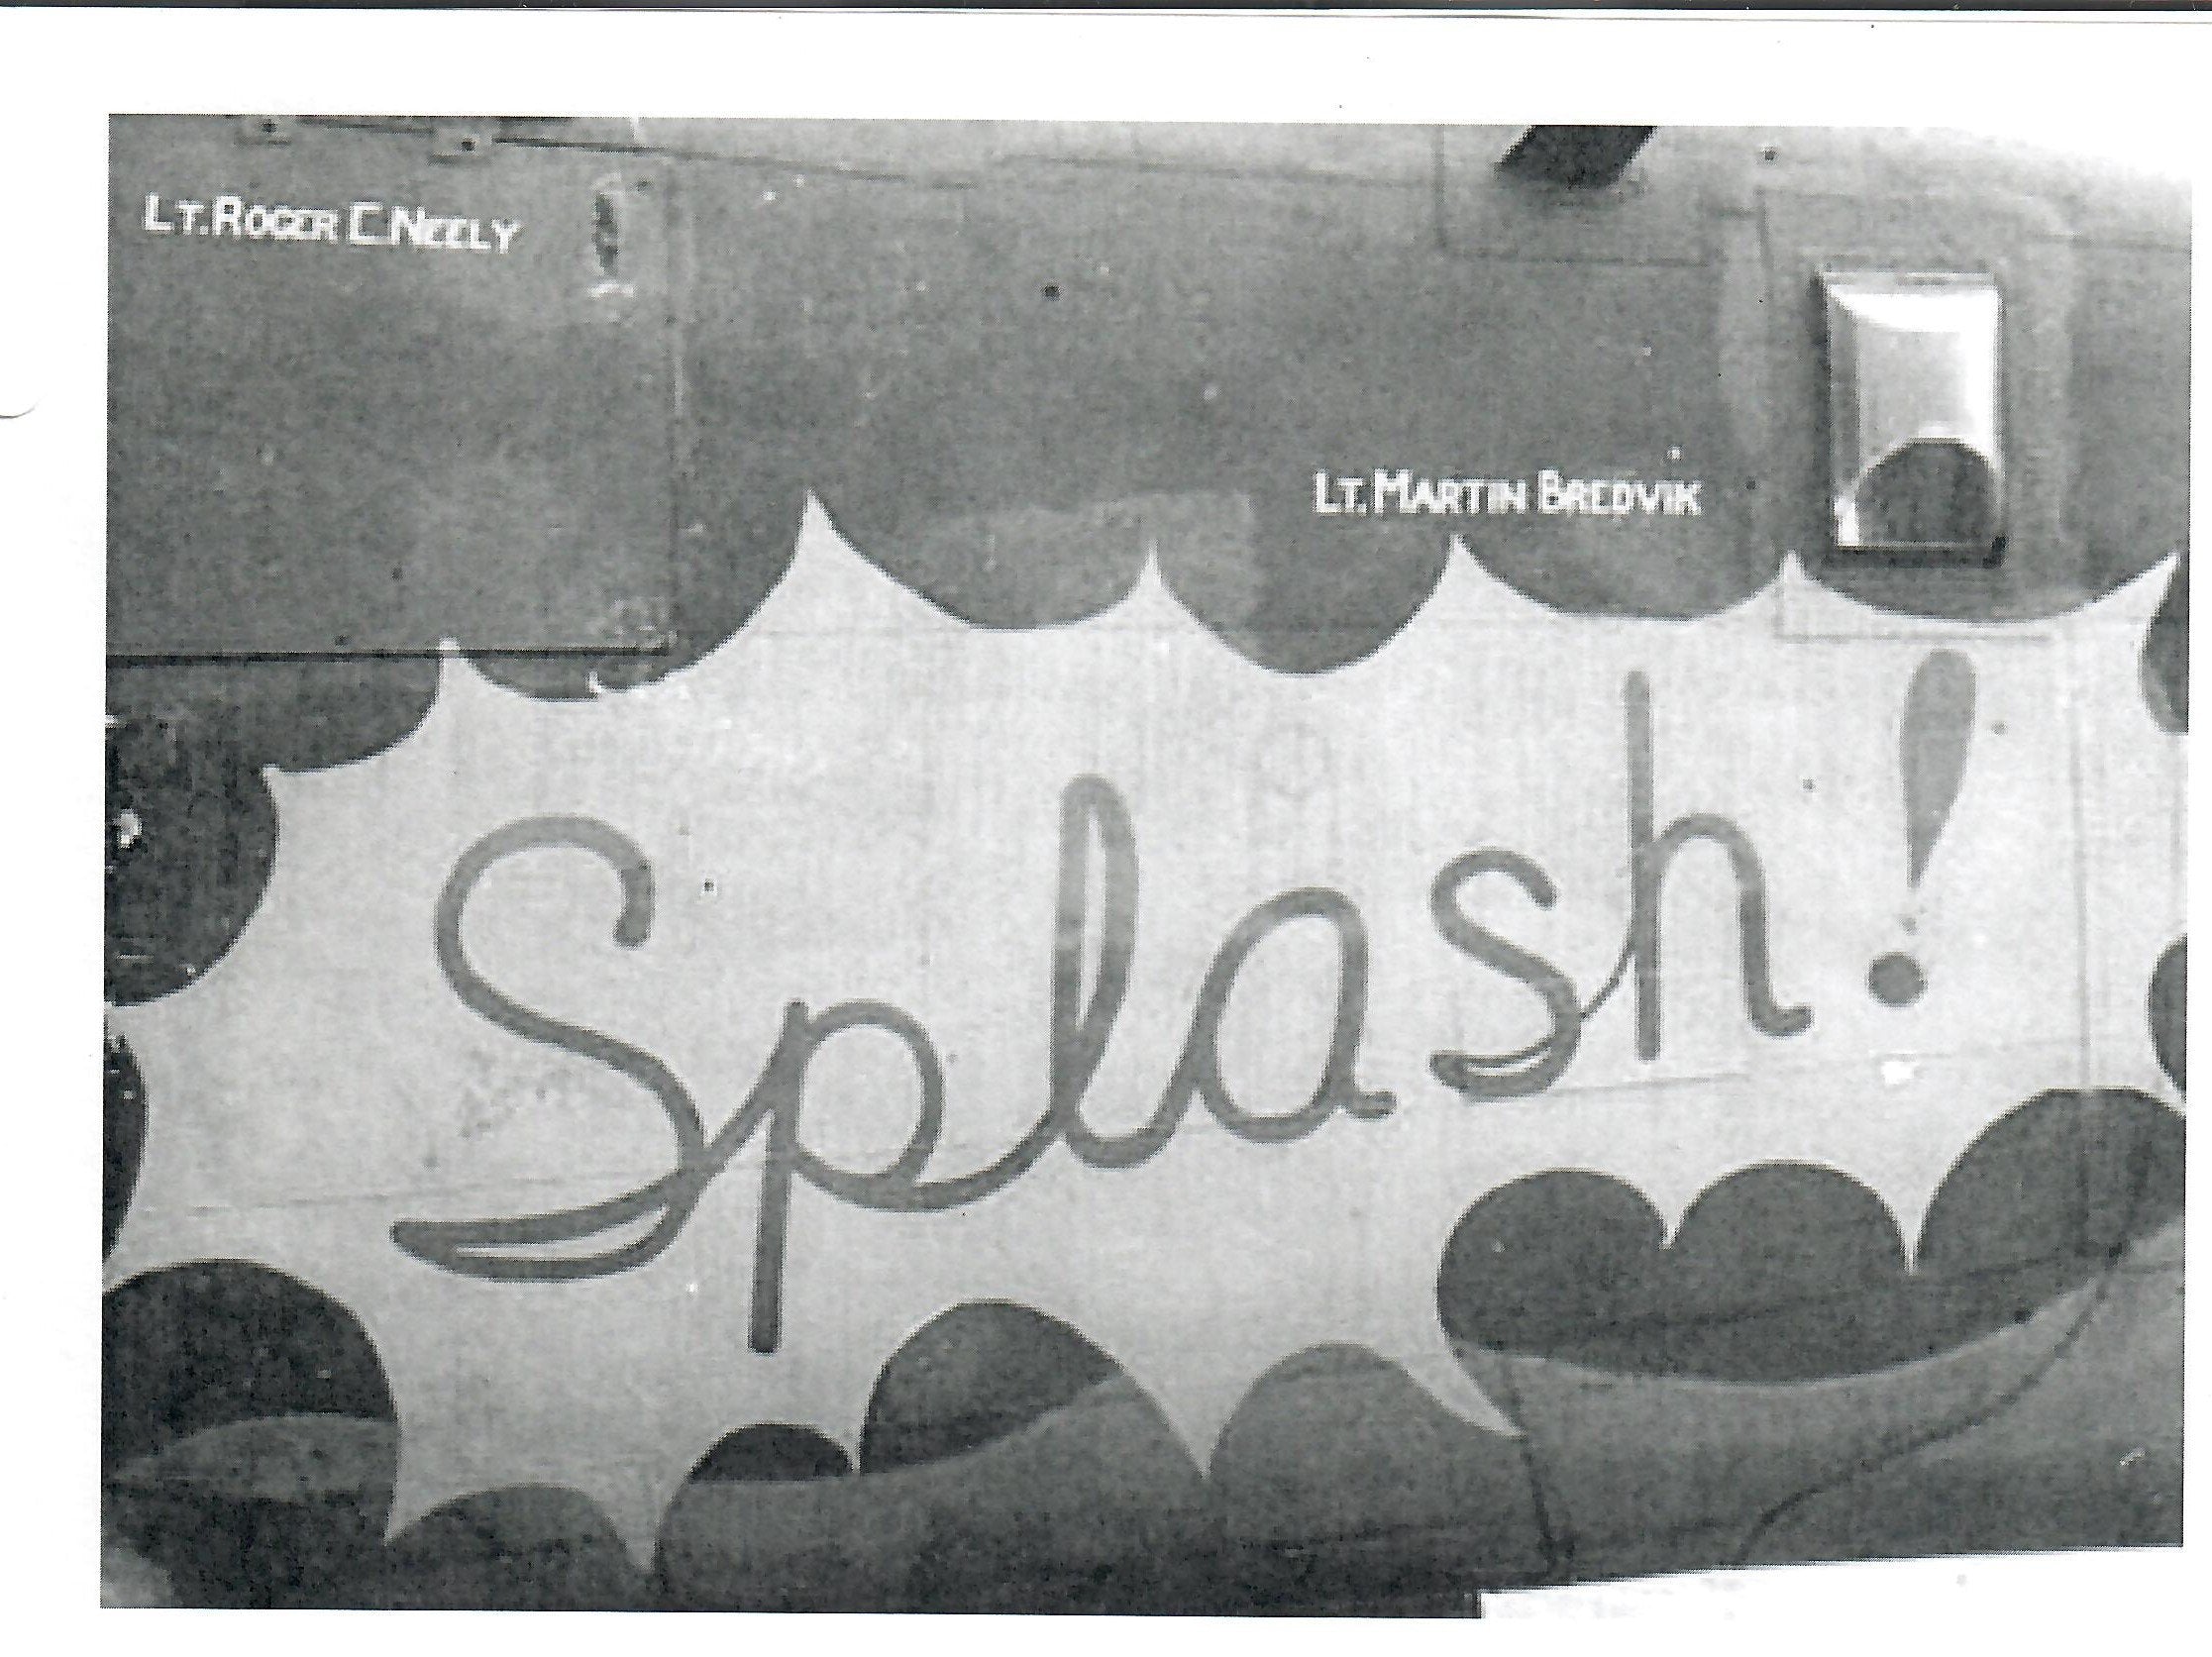 Lt. Roger C. Neely
Lt. Martin Bredvik
Splash!